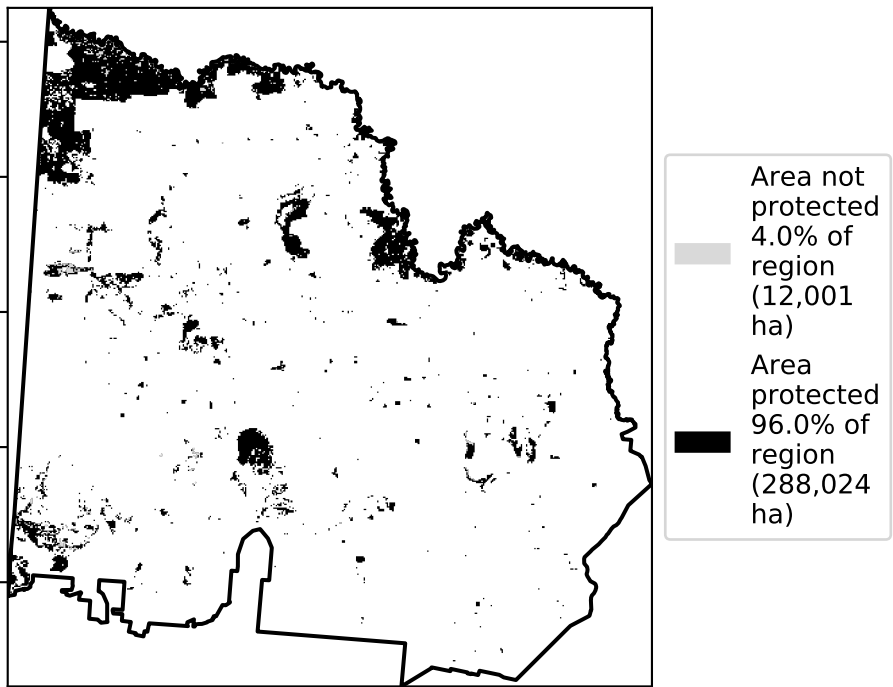 Area not
protected
4.0% of
region
(12,001
ha)
Area
protected
96.0% of
region
(288,024
ha)